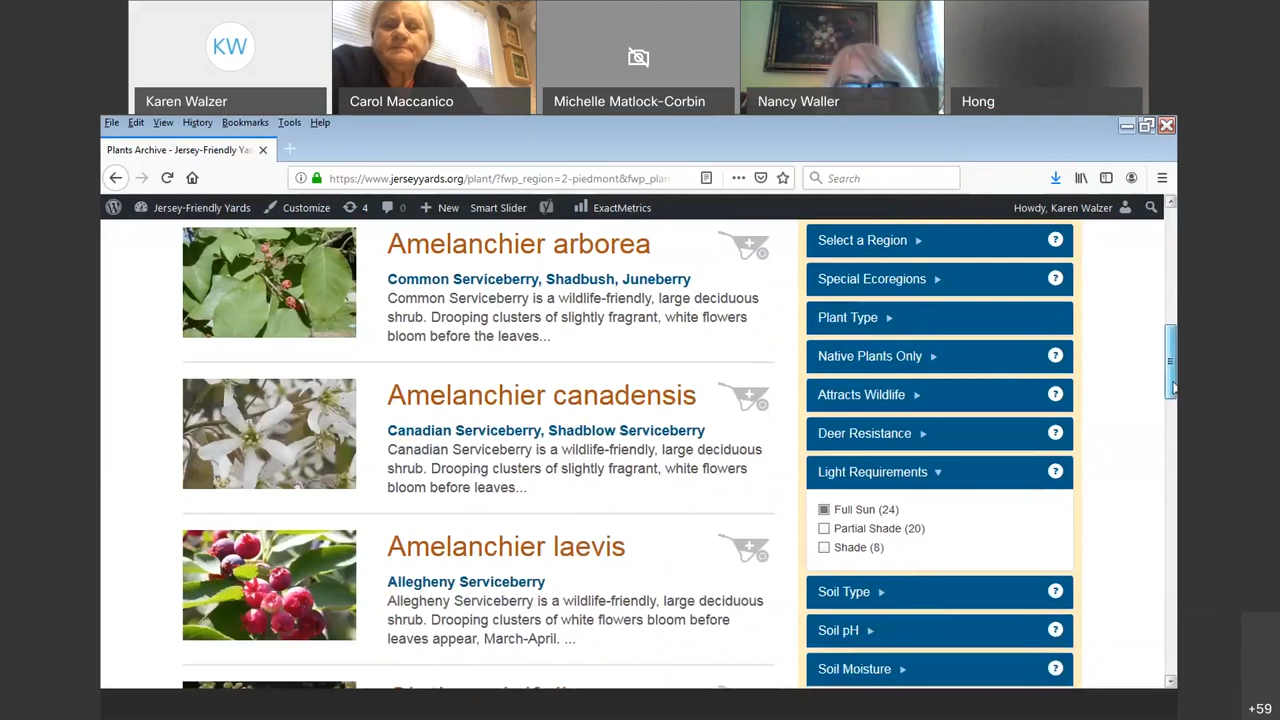 KW
Karen Walzer
Carol Maccanico
Michelle Matlock-Corbin
Nancy Waller
Hong
File Edit View History Bookmarks Tools Help
Plants Archive - Jersey-Friendly Yar
https://www.jerseyyards.org/plant/?fwp_region=2-piedmont&fwp_plan
Search
Jersey-Friendly Yards Customize 4 0 New Smart Slider ExactMetrics Howdy, Karen Walzer
Amelanchier arborea
Common Serviceberry, Shadbush, Juneberry
Common Serviceberry is a wildlife-friendly, large deciduous
shrub. Drooping clusters of slightly fragrant, white flowers
bloom before the leaves...
Amelanchier canadensis
Canadian Serviceberry, Shadblow Serviceberry
Canadian Serviceberry is a wildlife-friendly, large deciduous
shrub. Drooping clusters of slightly fragrant, white flowers
bloom before leaves...
Amelanchier laevis
Allegheny Serviceberry
Allegheny Serviceberry is a wildlife-friendly, large deciduous
shrub. Drooping clusters of white flowers bloom before
leaves appear, March-April. ...
Select a Region ?
Special Ecoregions ?
Plant Type
Native Plants Only ?
Attracts Wildlife ?
Deer Resistance ?
Light Requirements ?
Full Sun (24)
Partial Shade (20)
Shade (8)
Soil Type ?
Soil pH ?
Soil Moisture ?
+59